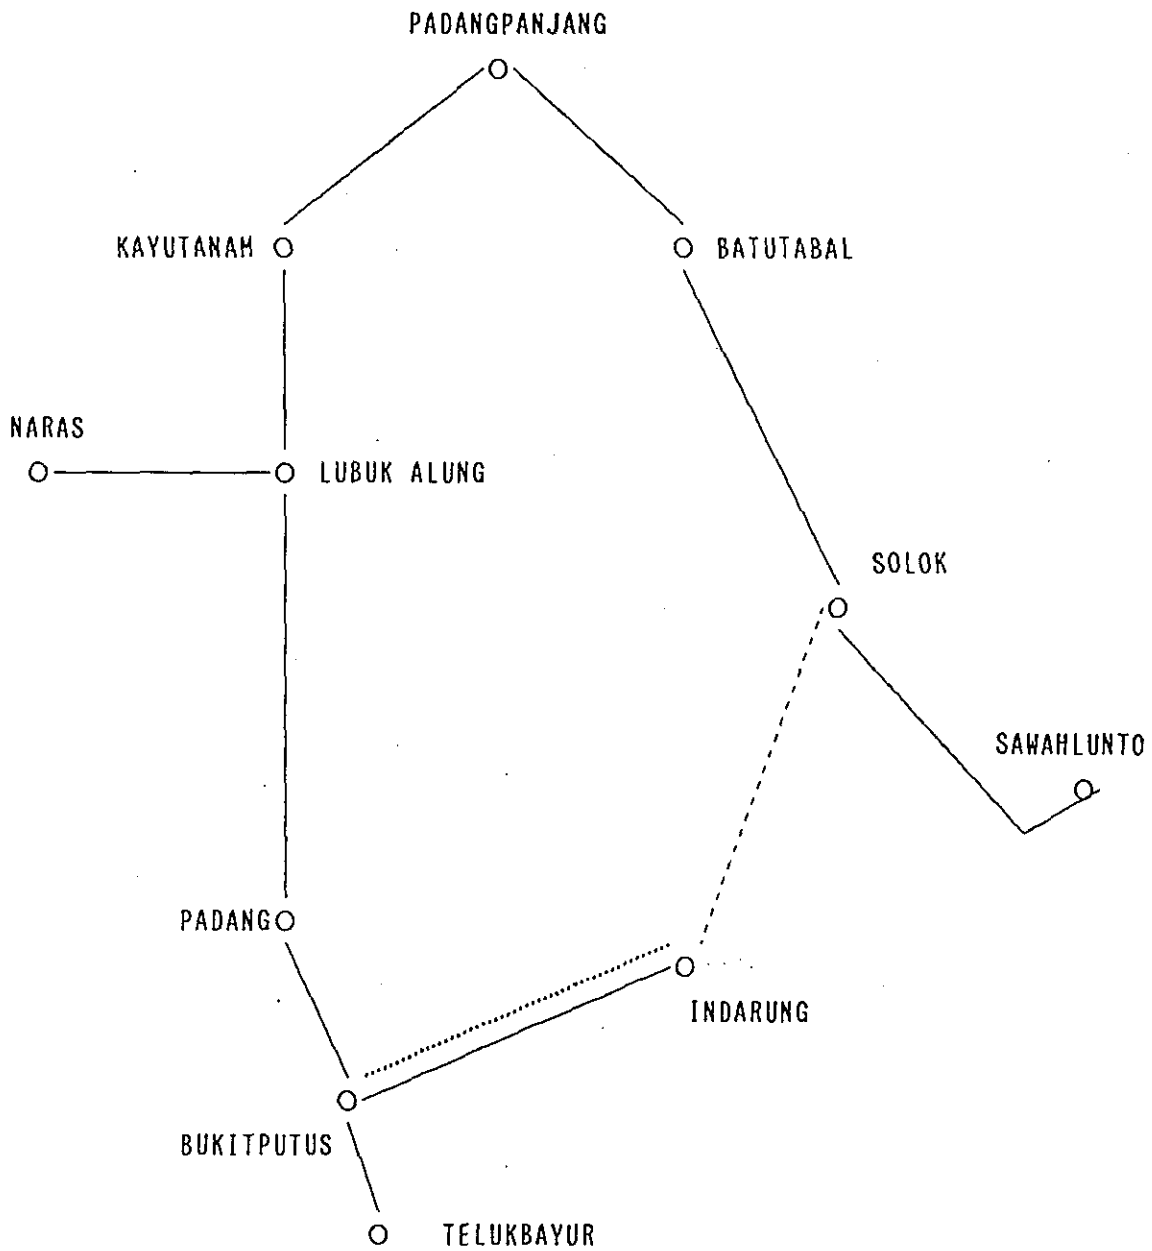 PADANGPANJANG
KAYUTANAM
BATUTABAL
NARAS
LUBUK ALUNG
SOLOK
SAWAHLUNTO
PADANG
INDARUNG
BUKITPUTUS
TELUKBAYUR